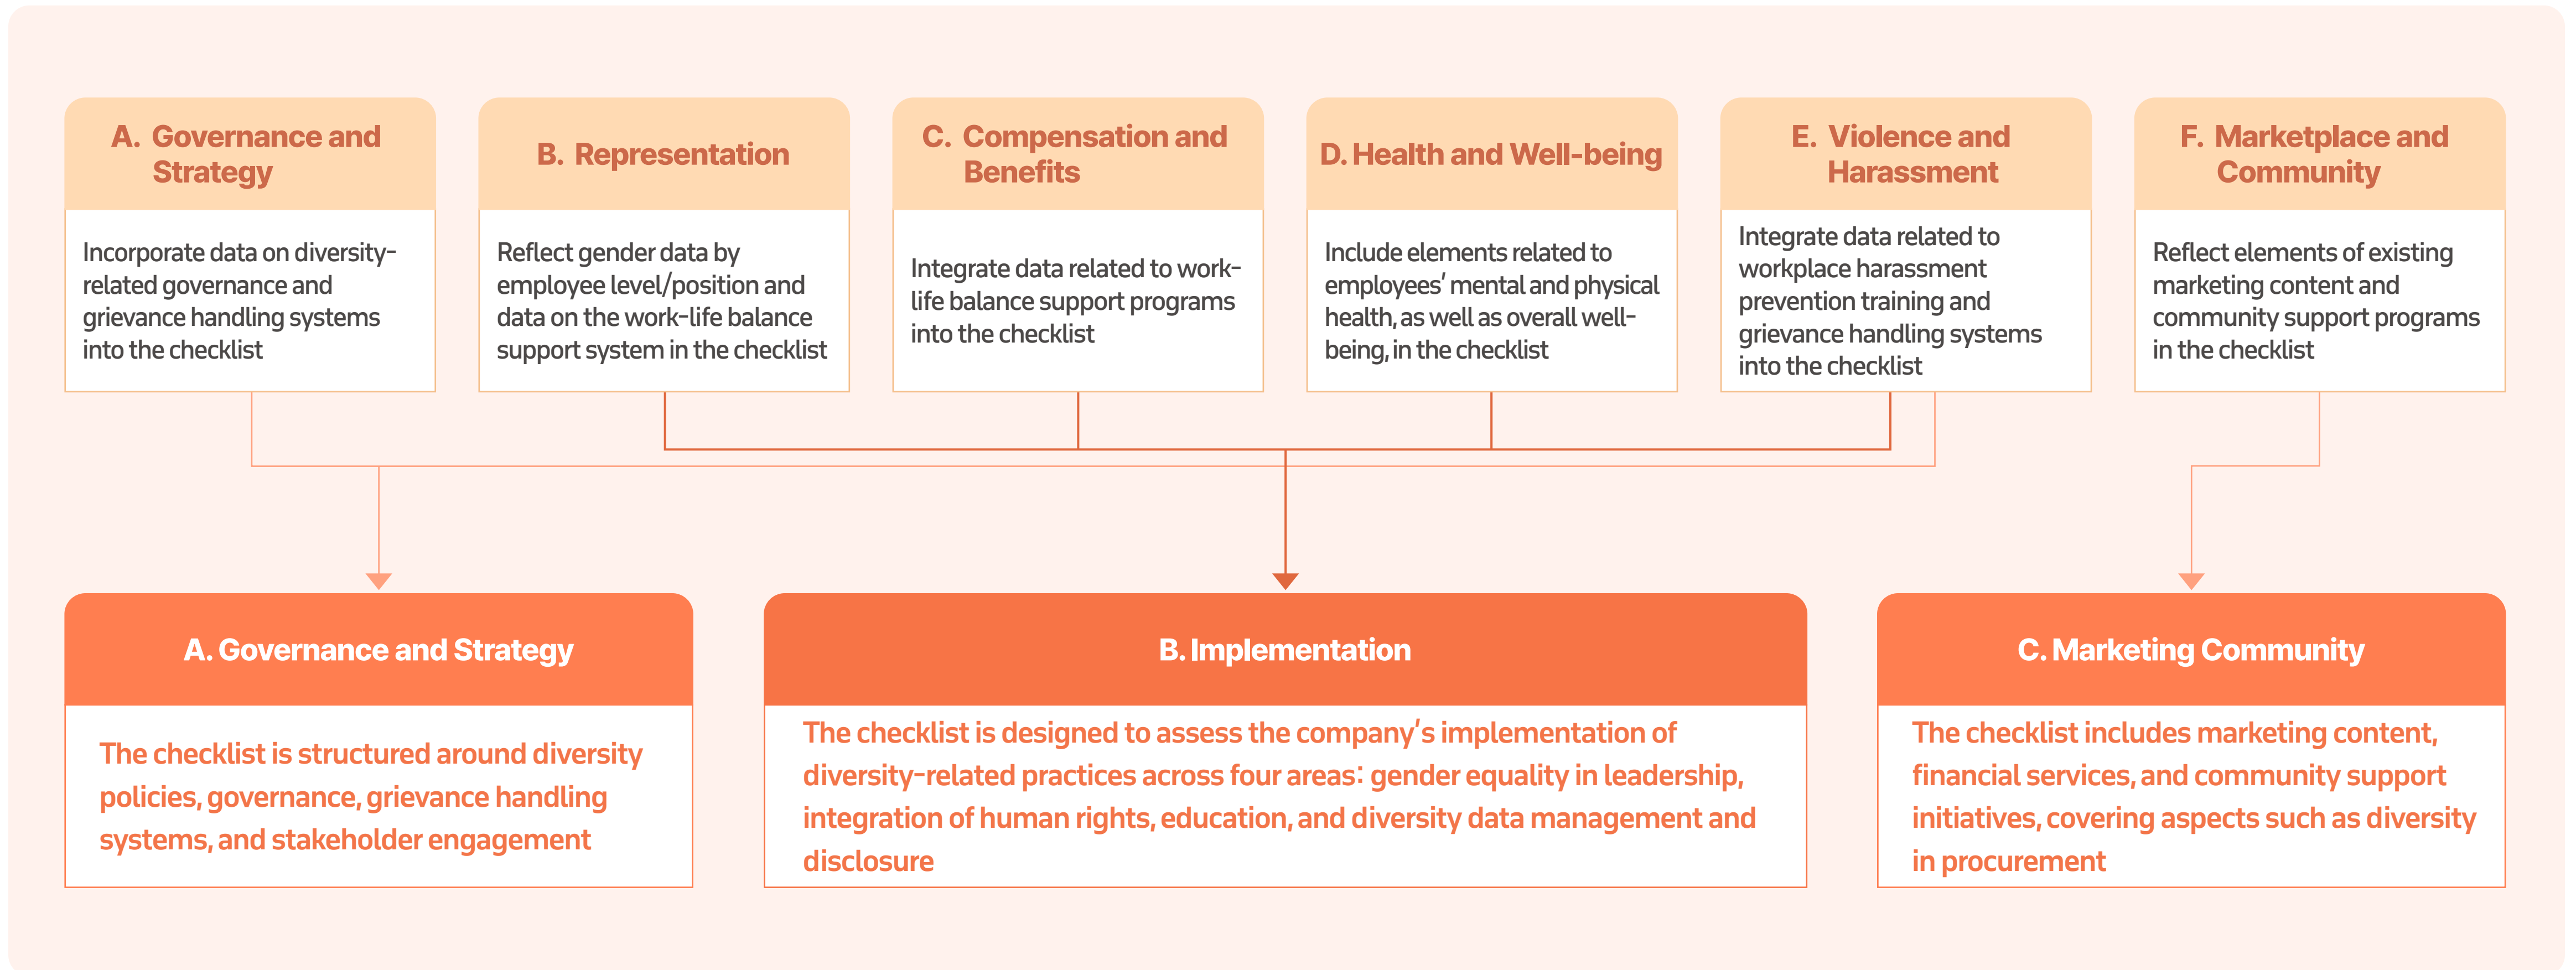 A. Governance and
Strategy
Incorporate data on diversity-
related governance and
grievance handling systems
into the checklist
B. Representation
Reflect gender data by
employee level/position and
data on the work-life balance
support system in the checklist
C. Compensation and
Benefits
Integrate data related to work-
life balance support programs
into the checklist
D. Health and Well-being
Include elements related to
employees' mental and physical
health, as well as overall well-
being, in the checklist
E. Violence and
Harassment
Integrate data related to
workplace harassment
prevention training and
grievance handling systems
into the checklist
F. Marketplace and
Community
Reflect elements of existing
marketing content and
community support programs
in the checklist
A. Governance and Strategy
The checklist is structured around diversity
policies, governance, grievance handling
systems, and stakeholder engagement
B. Implementation
The checklist is designed to assess the company's implementation of
diversity-related practices across four areas: gender equality in leadership,
integration of human rights, education, and diversity data management and
disclosure
C. Marketing Community
The checklist includes marketing content,
financial services, and community support
initiatives, covering aspects such as diversity
in procurement